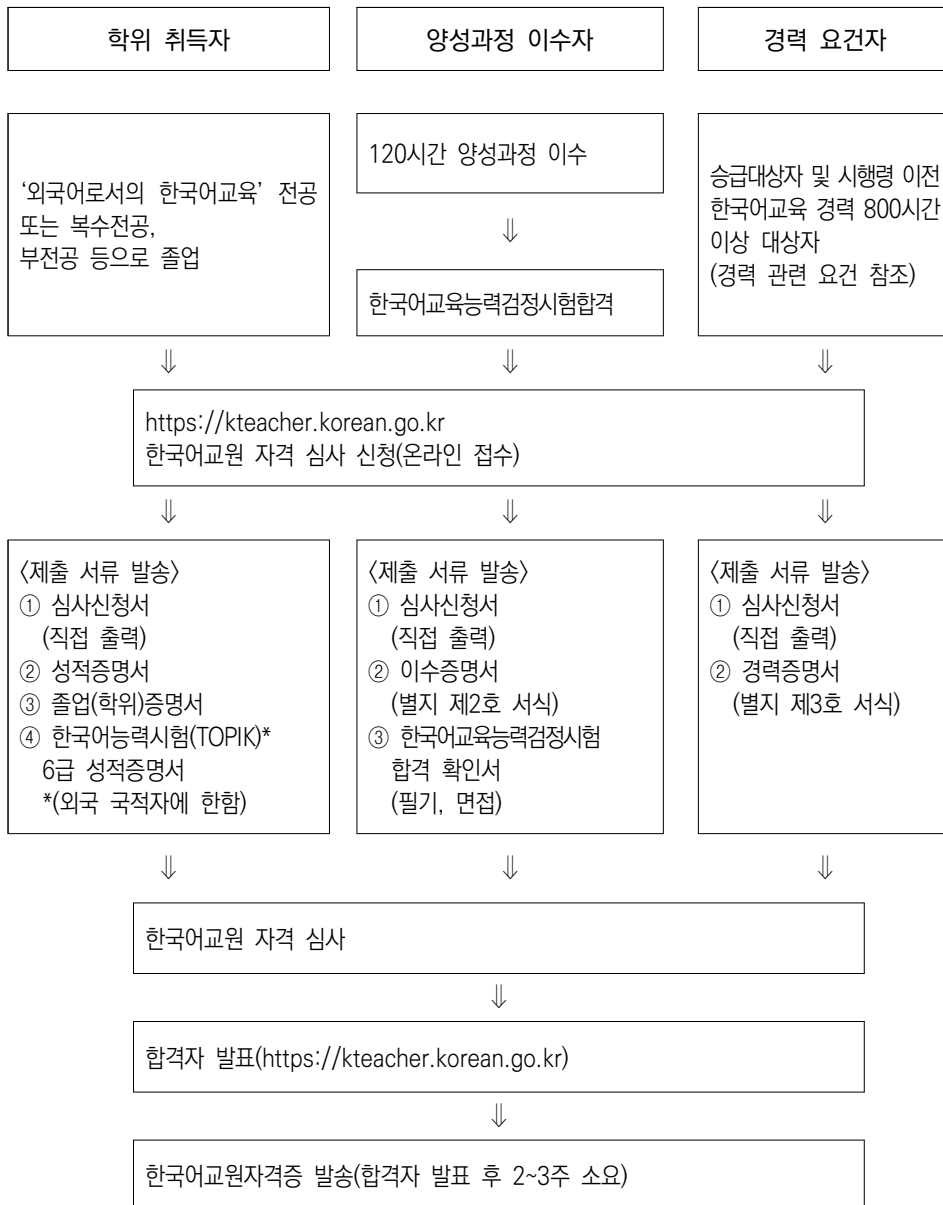 학위 취득자
양성과정 이수자
경력 요건자
‘외국어로서의 한국어교육’ 전공
또는 복수전공,
부전공 등으로 졸업
120시간 양성과정 이수
⇓
한국어교육능력검정시험합격
승급대상자 및 시행령 이전
한국어교육 경력 800시간
이상 대상자
(경력 관련 요건 참조)
⇓ ⇓ ⇓
https://kteacher.korean.go.kr
한국어교원 자격 심사 신청(온라인 접수)
⇓ ⇓ ⇓
〈제출 서류 발송〉
① 심사신청서
(직접 출력)
② 성적증명서
③ 졸업(학위)증명서
④ 한국어능력시험(TOPIK)*
6급 성적증명서
*(외국 국적자에 한함)
〈제출 서류 발송〉
① 심사신청서
(직접 출력)
② 이수증명서
(별지 제2호 서식)
③ 한국어교육능력검정시험
합격 확인서
(필기, 면접)
〈제출 서류 발송〉
① 심사신청서
(직접 출력)
② 경력증명서
(별지 제3호 서식)
⇓ ⇓ ⇓
한국어교원 자격 심사
⇓
합격자 발표(https://kteacher.korean.go.kr)
⇓
한국어교원자격증 발송(합격자 발표 후 2~3주 소요)